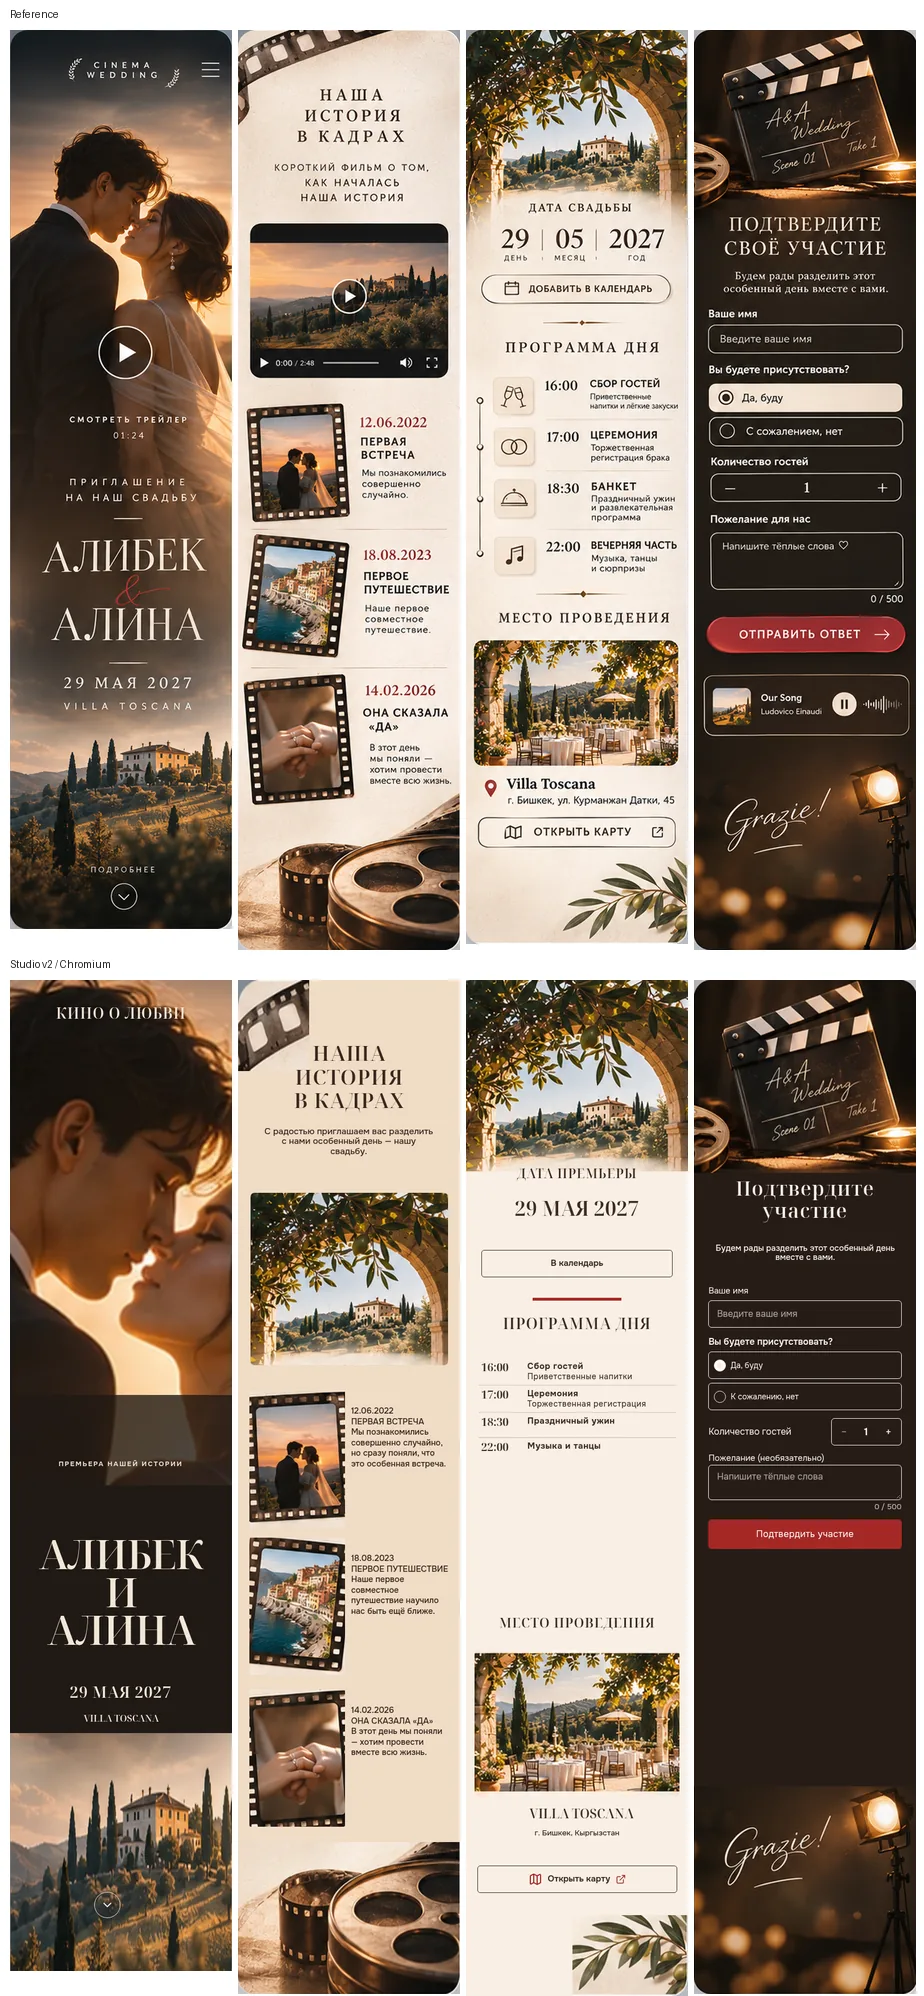 Reference
CINEMA
WEDDING
СМОТРЕТЬ ТРЕЙЛЕР
01:24
ПРИГЛАШЕНИЕ
НА НАШ СВАДЬБУ
АЛИБЕК
&
АЛИНА
29 МАЯ 2027
VILLA TOSCANA
ПОДРОБНЕЕ
НАША
ИСТОРИЯ
В КАДРАХ
КОРОТКИЙ ФИЛЬМ О ТОМ,
КАК НАЧАЛАСЬ
НАША ИСТОРИЯ
0:00 / 2:48
12.06.2022
ПЕРВАЯ
ВСТРЕЧА
Мы познакомились
совершенно
случайно.
18.08.2023
ПЕРВОЕ
ПУТЕШЕСТВИЕ
Наше первое
совместное
путешествие.
14.02.2026
ОНА СКАЗАЛА
«ДА»
В этот день
мы поняли —
хотим провести
вместе всю жизнь.
ДАТА СВАДЬБЫ
29 05 2027
ДЕНЬ МЕСЯЦ ГОД
ДОБАВИТЬ В КАЛЕНДАРЬ
ПРОГРАММА ДНЯ
16:00 СБОР ГОСТЕЙ
Приветственные
напитки и лёгкие закуски
17:00 ЦЕРЕМОНИЯ
Торжественная
регистрация брака
18:30 БАНКЕТ
Праздничный ужин
и развлекательная
программа
22:00 ВЕЧЕРНЯЯ ЧАСТЬ
Музыка, танцы
и сюрпризы
МЕСТО ПРОВЕДЕНИЯ
Villa Toscana
г. Бишкек, ул. Курманжан Датки, 45
ОТКРЫТЬ КАРТУ
A&A
Wedding
Scene 01 Take 1
ПОДТВЕРДИТЕ
СВОЁ УЧАСТИЕ
Будем рады разделить этот
особенный день вместе с вами.
Ваше имя
Введите ваше имя
Вы будете присутствовать?
Да, буду
С сожалением, нет
Количество гостей
— 1 +
Пожелание для нас
Напишите тёплые слова ♡
0 / 500
ОТПРАВИТЬ ОТВЕТ →
Our Song
Ludovico Einaudi
Grazie!
Studio v2 / Chromium
КИНО О ЛЮБВИ
ПРЕМЬЕРА НАШЕЙ ИСТОРИИ
АЛИБЕК
И
АЛИНА
29 МАЯ 2027
VILLA TOSCANA
НАША
ИСТОРИЯ
В КАДРАХ
С радостью приглашаем вас разделить
с нами особенный день — нашу
свадьбу.
12.06.2022
ПЕРВАЯ ВСТРЕЧА
Мы познакомились
совершенно случайно,
но сразу поняли, что
это особенная встреча.
18.08.2023
ПЕРВОЕ ПУТЕШЕСТВИЕ
Наше первое
совместное
путешествие научило
нас быть ещё ближе.
14.02.2026
ОНА СКАЗАЛА «ДА»
В этот день мы поняли
— хотим провести
вместе всю жизнь.
ДАТА ПРЕМЬЕРЫ
29 МАЯ 2027
В календарь
ПРОГРАММА ДНЯ
16:00 Сбор гостей
Приветственные напитки
17:00 Церемония
Торжественная регистрация
18:30 Праздничный ужин
22:00 Музыка и танцы
МЕСТО ПРОВЕДЕНИЯ
VILLA TOSCANA
г. Бишкек, Кыргызстан
Открыть карту
A&A
Wedding
Scene 01 Take 1
Подтвердите
участие
Будем рады разделить этот особенный день
вместе с вами.
Ваше имя
Введите ваше имя
Вы будете присутствовать?
Да, буду
К сожалению, нет
Количество гостей − 1 +
Пожелание (необязательно)
Напишите тёплые слова
0 / 500
Подтвердить участие
Grazie!